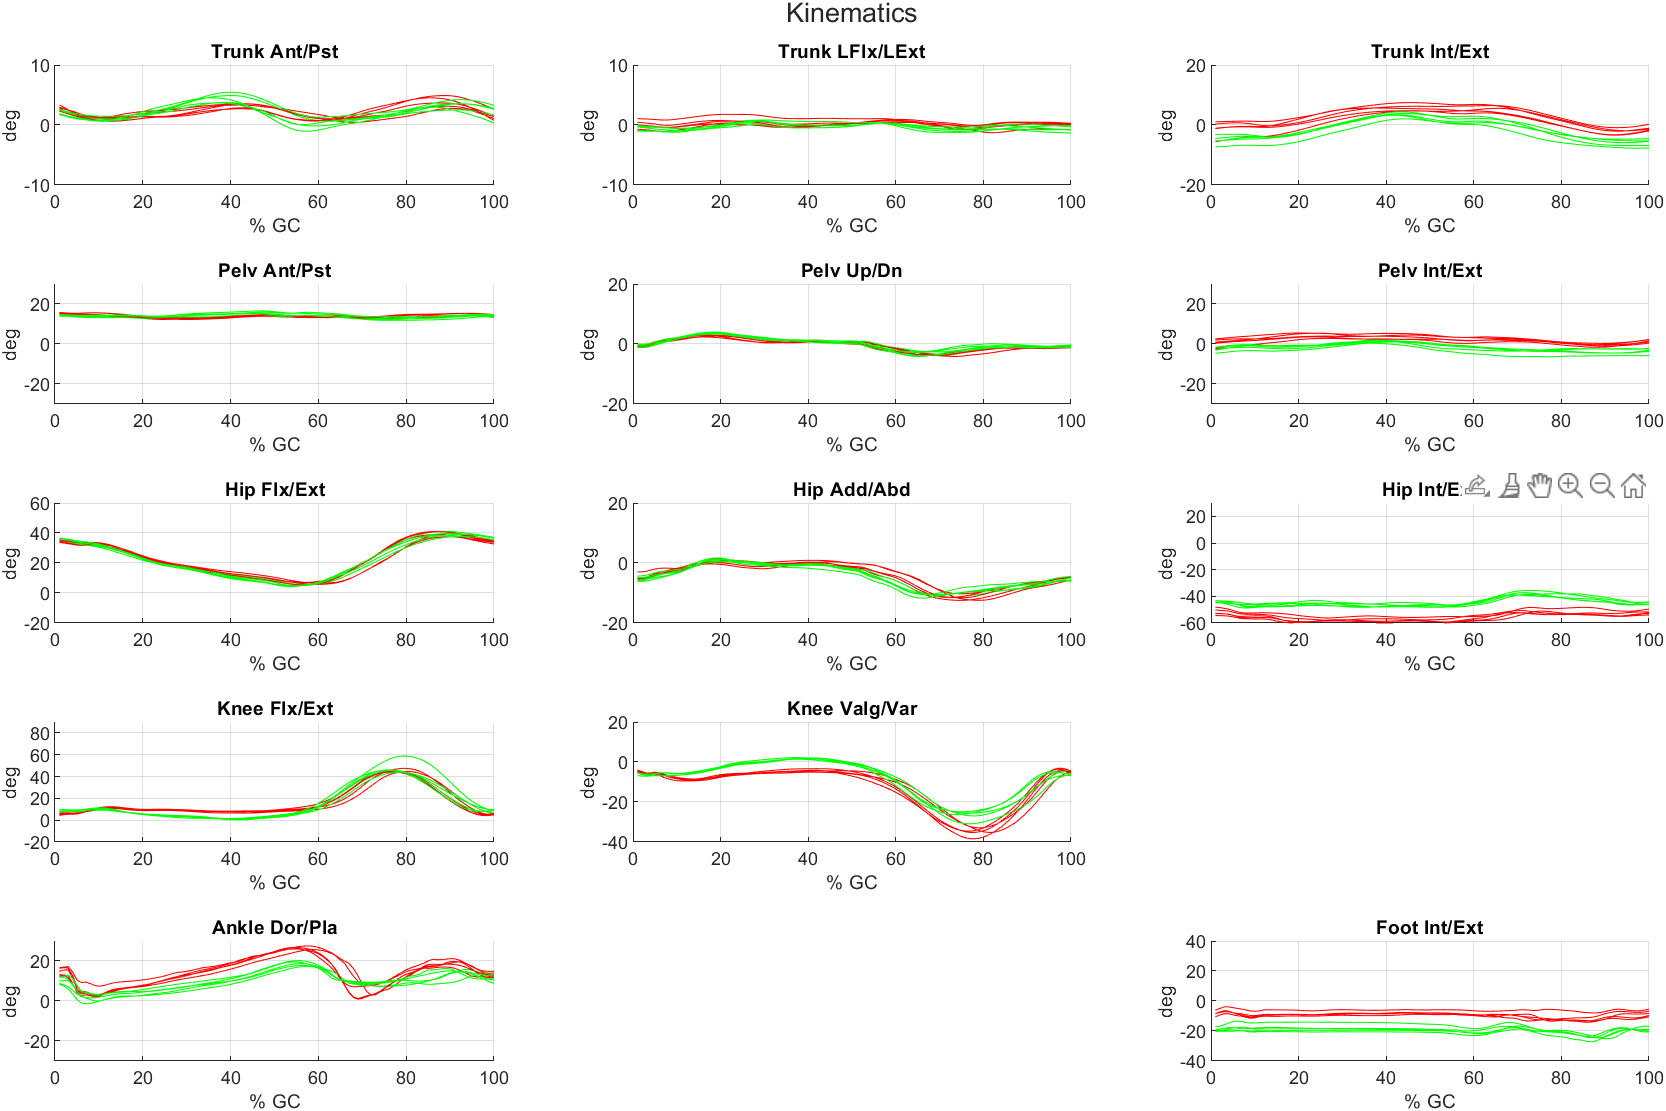 Kinematics
Trunk Ant/Pst
10
0
-10
deg
0 20 40 60 80 100
% GC
Trunk LFlx/LExt
10
0
-10
deg
0 20 40 60 80 100
% GC
Trunk Int/Ext
20
0
-20
deg
0 20 40 60 80 100
% GC
Pelv Ant/Pst
20
0
-20
deg
0 20 40 60 80 100
% GC
Pelv Up/Dn
20
0
-20
deg
0 20 40 60 80 100
% GC
Pelv Int/Ext
20
0
-20
deg
0 20 40 60 80 100
% GC
Hip Flx/Ext
60
40
20
0
-20
deg
0 20 40 60 80 100
% GC
Hip Add/Abd
20
0
-20
deg
0 20 40 60 80 100
% GC
Hip Int/E
20
0
-20
-40
-60
deg
0 20 40 60 80 100
% GC
Knee Flx/Ext
80
60
40
20
0
-20
deg
0 20 40 60 80 100
% GC
Knee Valg/Var
20
0
-20
-40
deg
0 20 40 60 80 100
% GC
Ankle Dor/Pla
20
0
-20
deg
0 20 40 60 80 100
% GC
Foot Int/Ext
40
20
0
-20
-40
deg
0 20 40 60 80 100
% GC